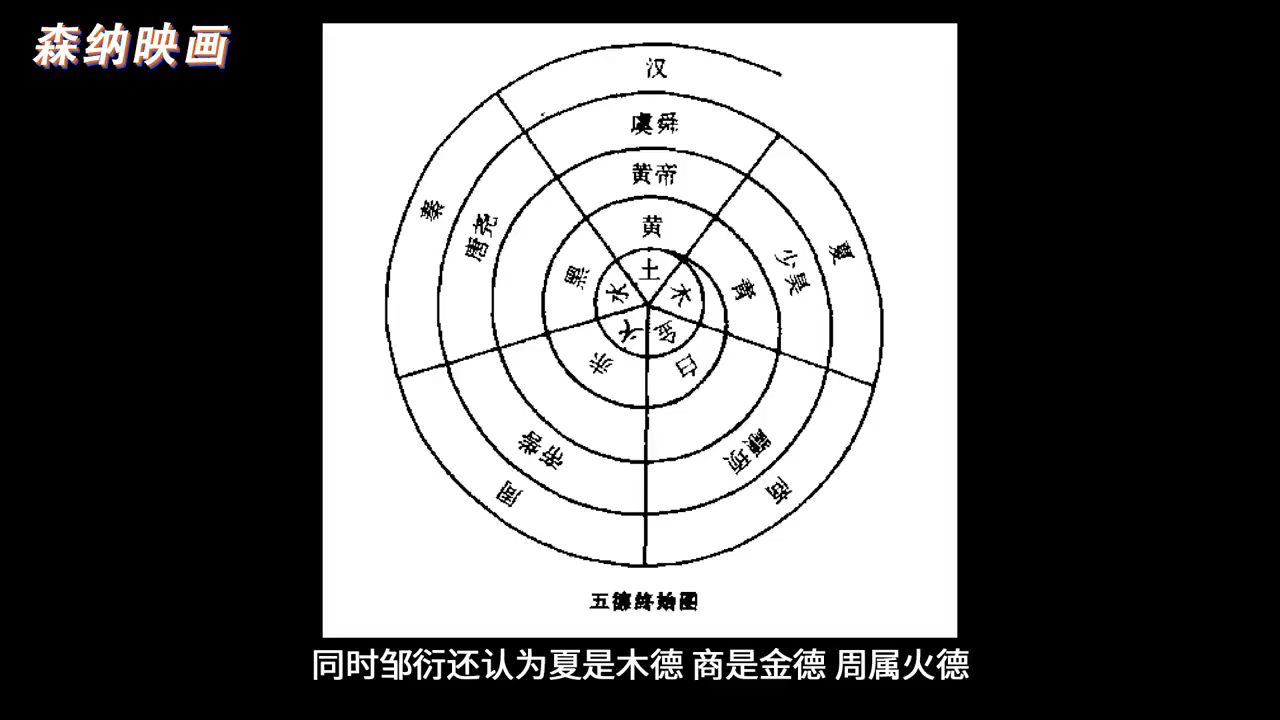 森纳映画
汉
虞舜
黄帝
黄
土
木
金
火
水
青
白
赤
黑
少昊
颛顼
帝喾
唐尧
夏
商
周
秦
五德终始图
同时邹衍还认为夏是木德 商是金德 周属火德